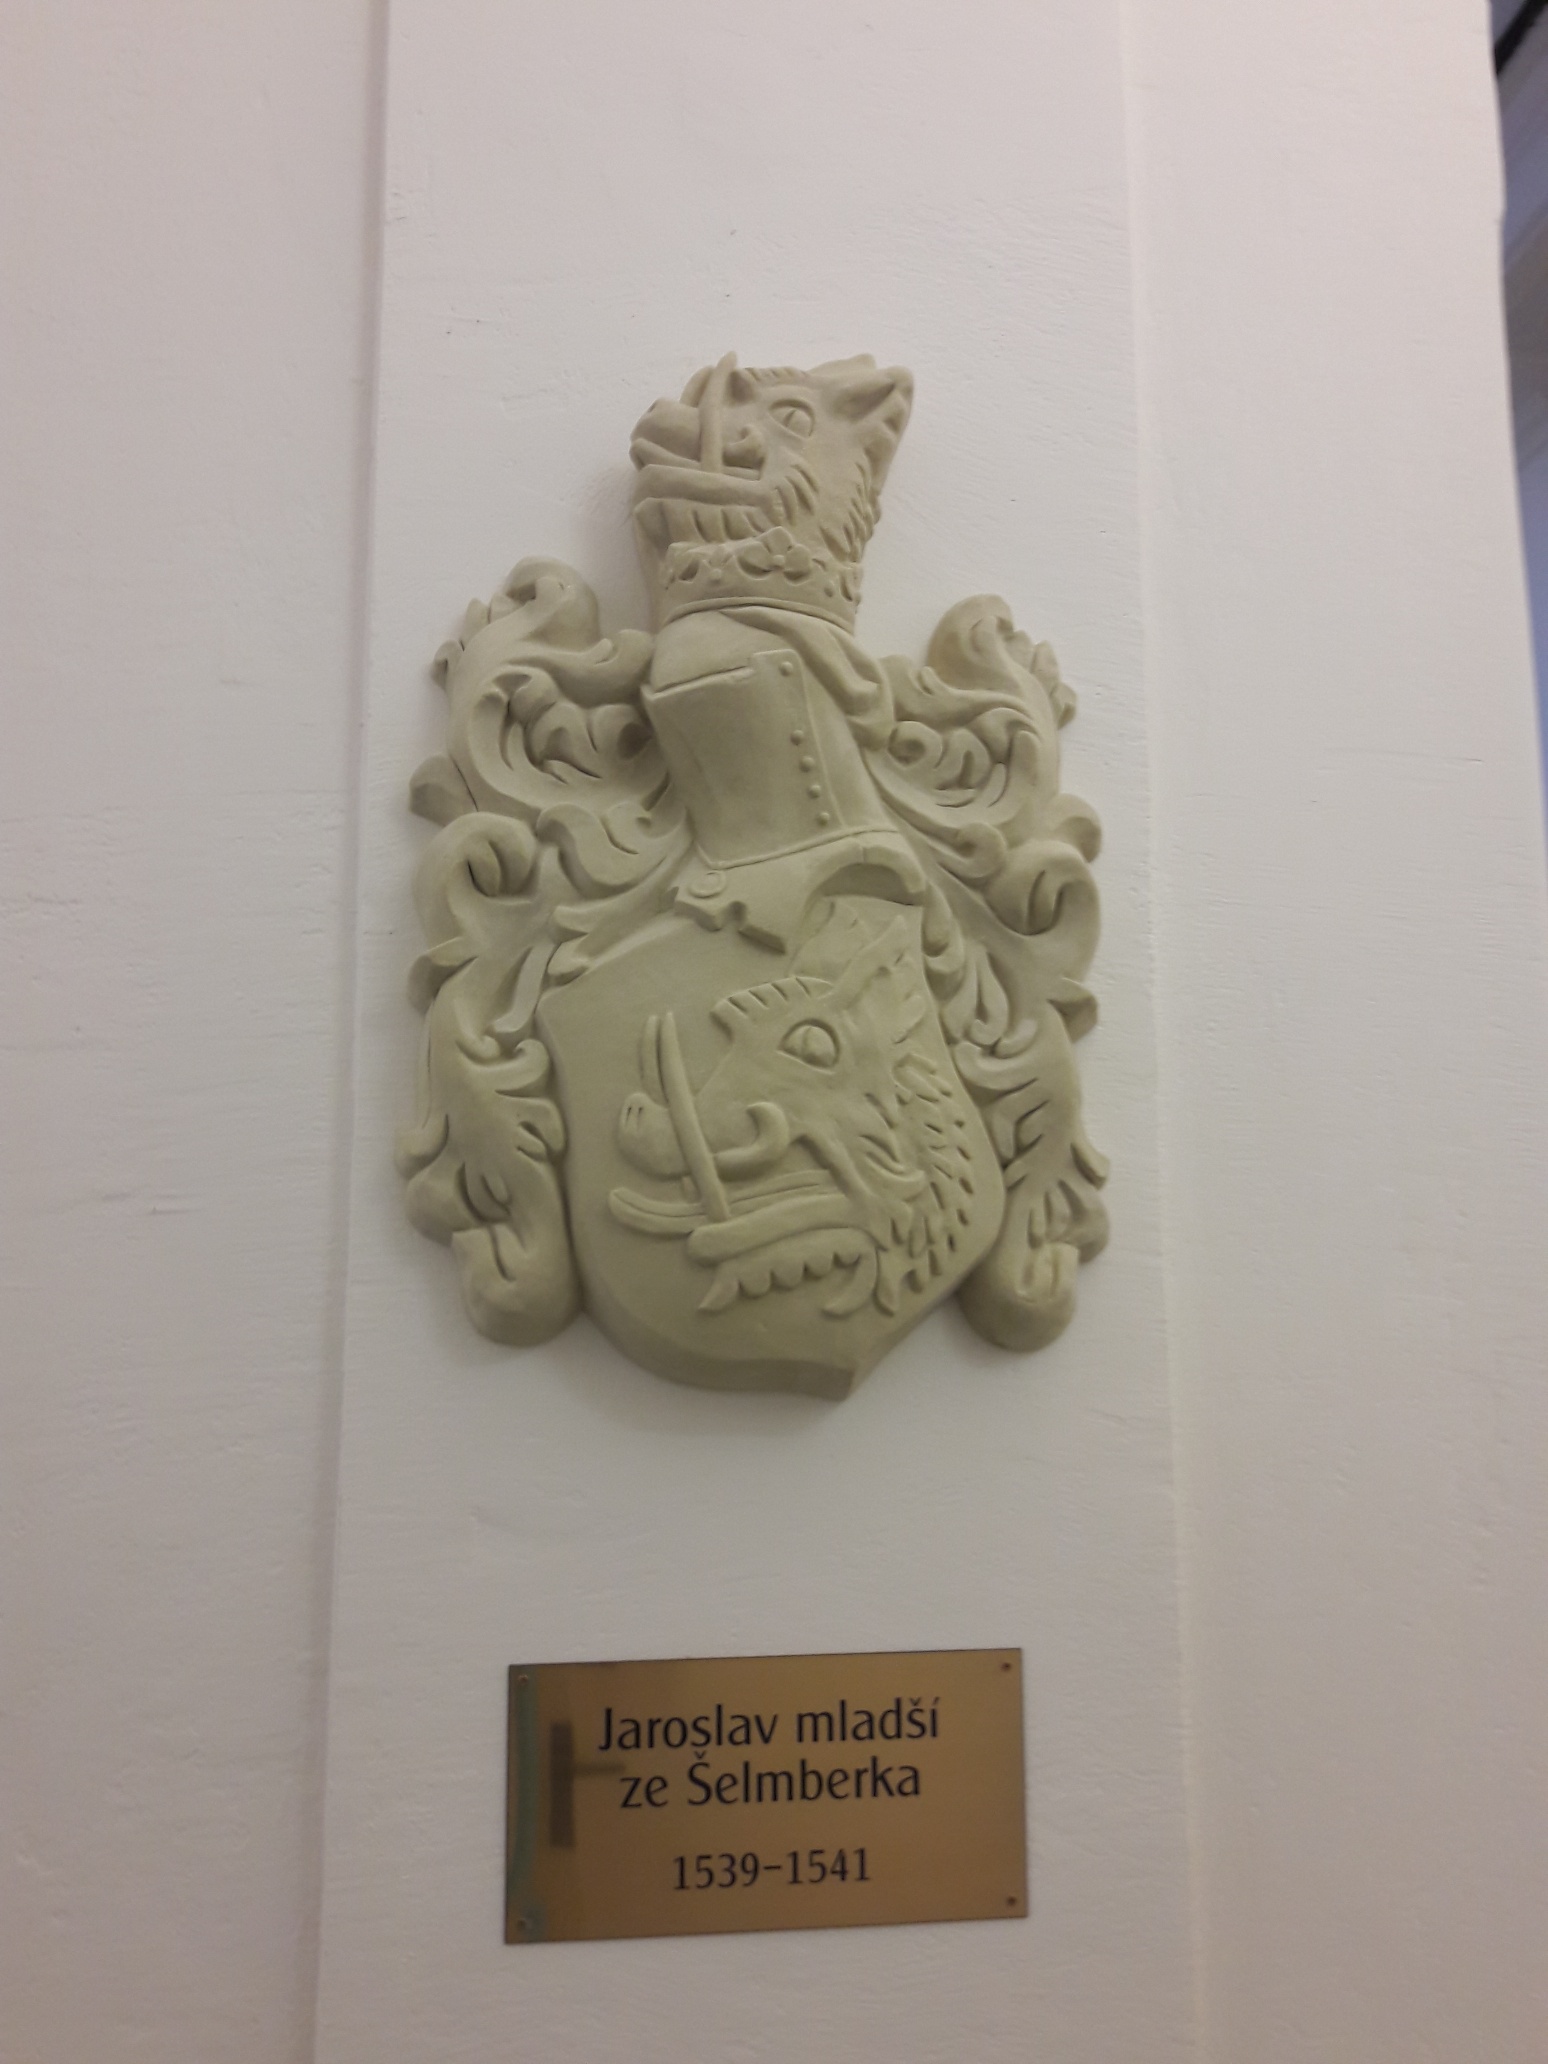 Jaroslav mladší
ze Šelmberka
1539-1541